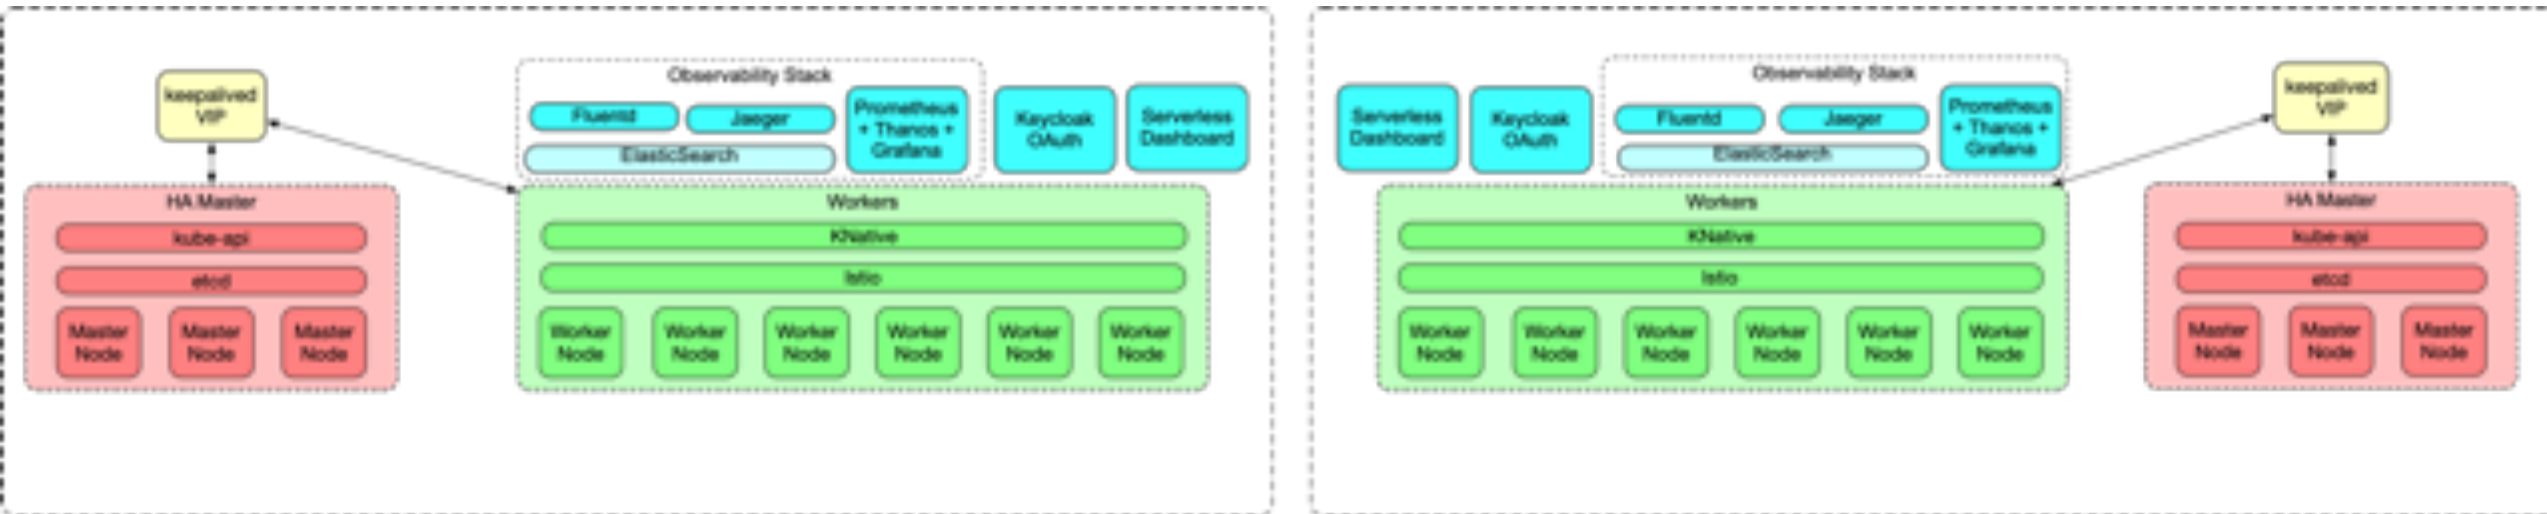 keepalived
VIP
Observability Stack
Fluentd
Jaeger
ElasticSearch
Prometheus
+ Thanos +
Grafana
Keycloak
OAuth
Serverless
Dashboard
HA Master
kube-api
etcd
Master
Node
Master
Node
Master
Node
Workers
KNative
Istio
Worker
Node
Worker
Node
Worker
Node
Worker
Node
Worker
Node
Worker
Node
Serverless
Dashboard
Keycloak
OAuth
Observability Stack
Fluentd
Jaeger
ElasticSearch
Prometheus
+ Thanos +
Grafana
keepalived
VIP
Workers
KNative
Istio
Worker
Node
Worker
Node
Worker
Node
Worker
Node
Worker
Node
Worker
Node
HA Master
kube-api
etcd
Master
Node
Master
Node
Master
Node